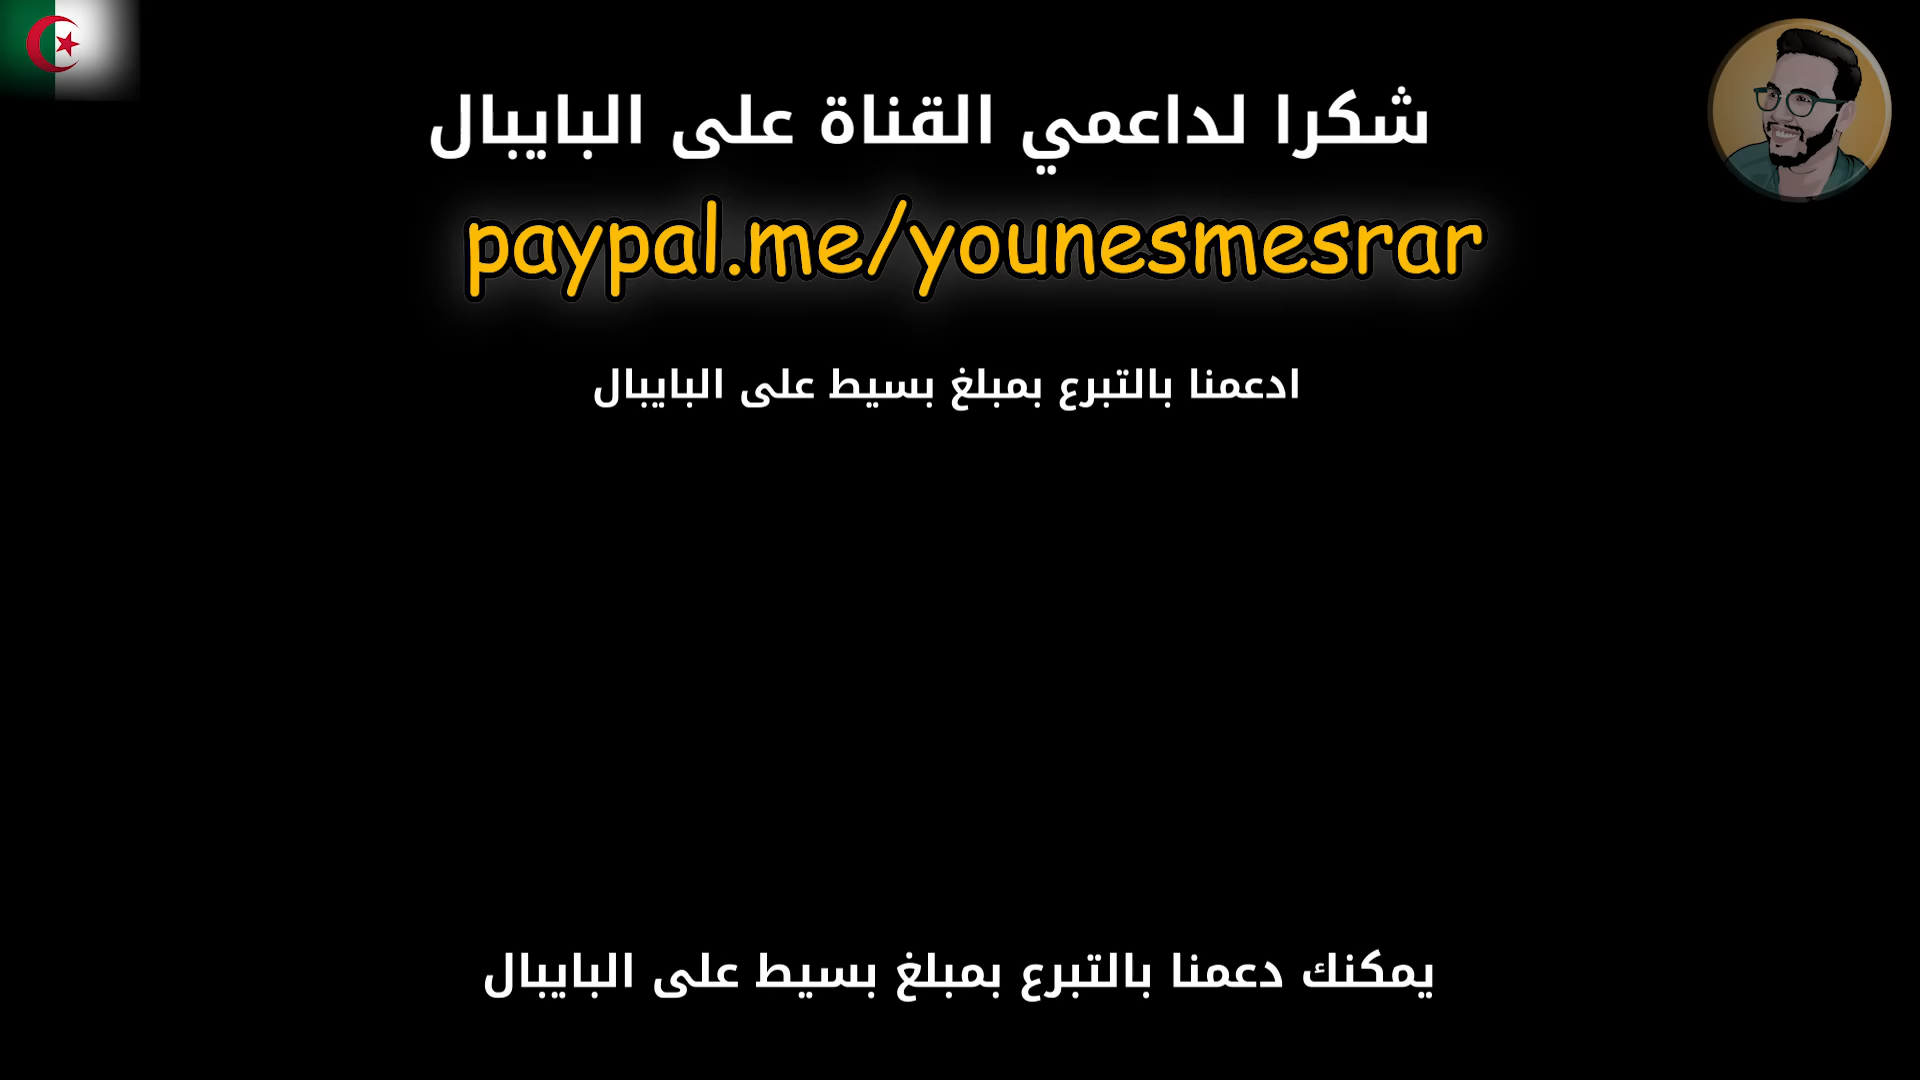 شكرا لداعمي القناة على البايبال
paypal.me/younesmesrar
ادعمنا بالتبرع بمبلغ بسيط على البايبال
يمكنك دعمنا بالتبرع بمبلغ بسيط على البايبال